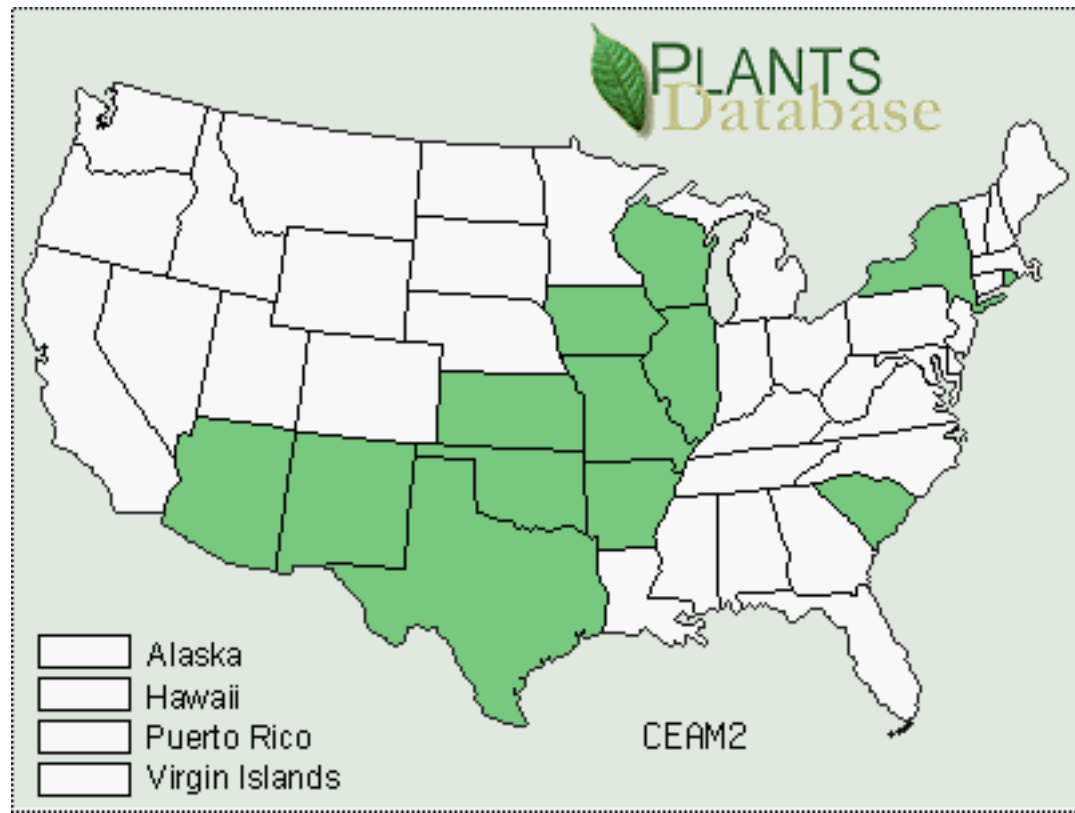 PLANTS
Database
Alaska
Hawaii
Puerto Rico
Virgin Islands
CEAM2